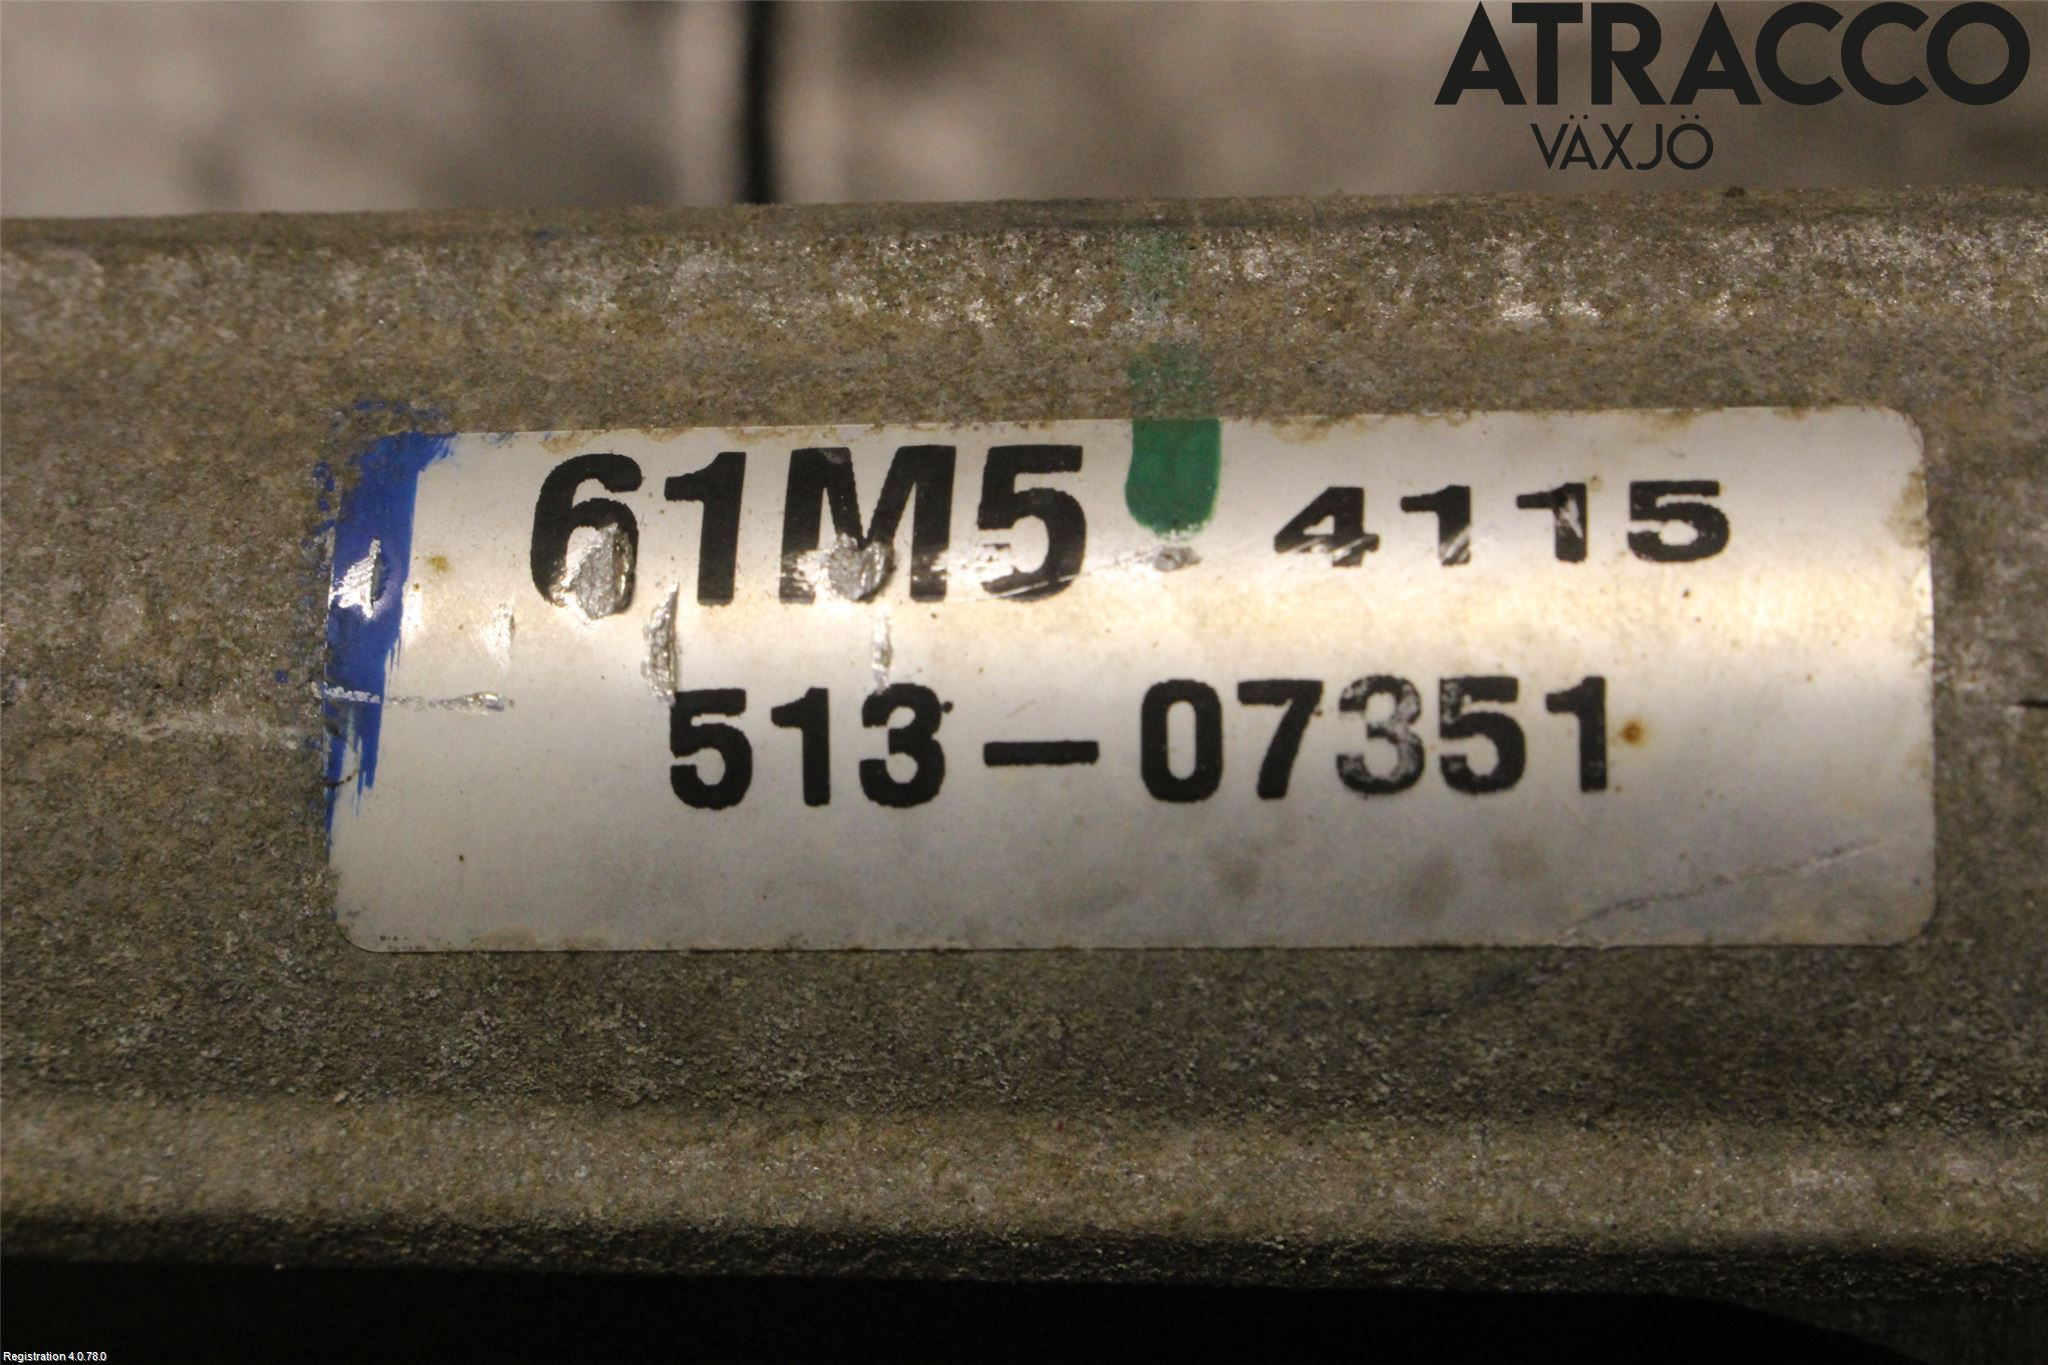 ATRACCO
VÄXJÖ
61M5 4115
513-07351
Registration 4.0.78.0